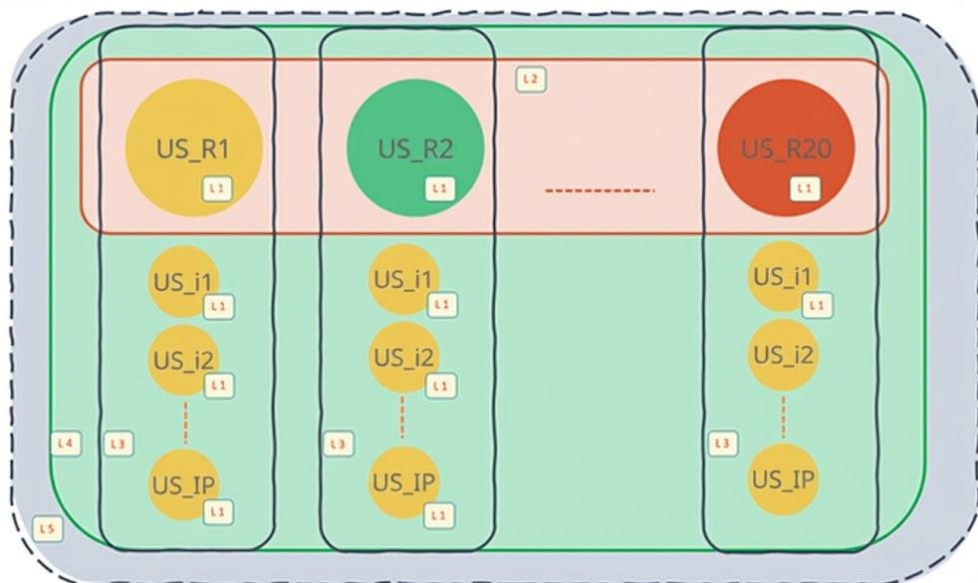 L2
US_R1
US_R2
US_R20
L1
L1
L1
US_i1
US_i1
US_i1
L1
L1
L1
US_i2
US_i2
US_i2
L1
L1
L4
L3
L3
L3
US_IP
US_IP
US_IP
L1
L1
L5